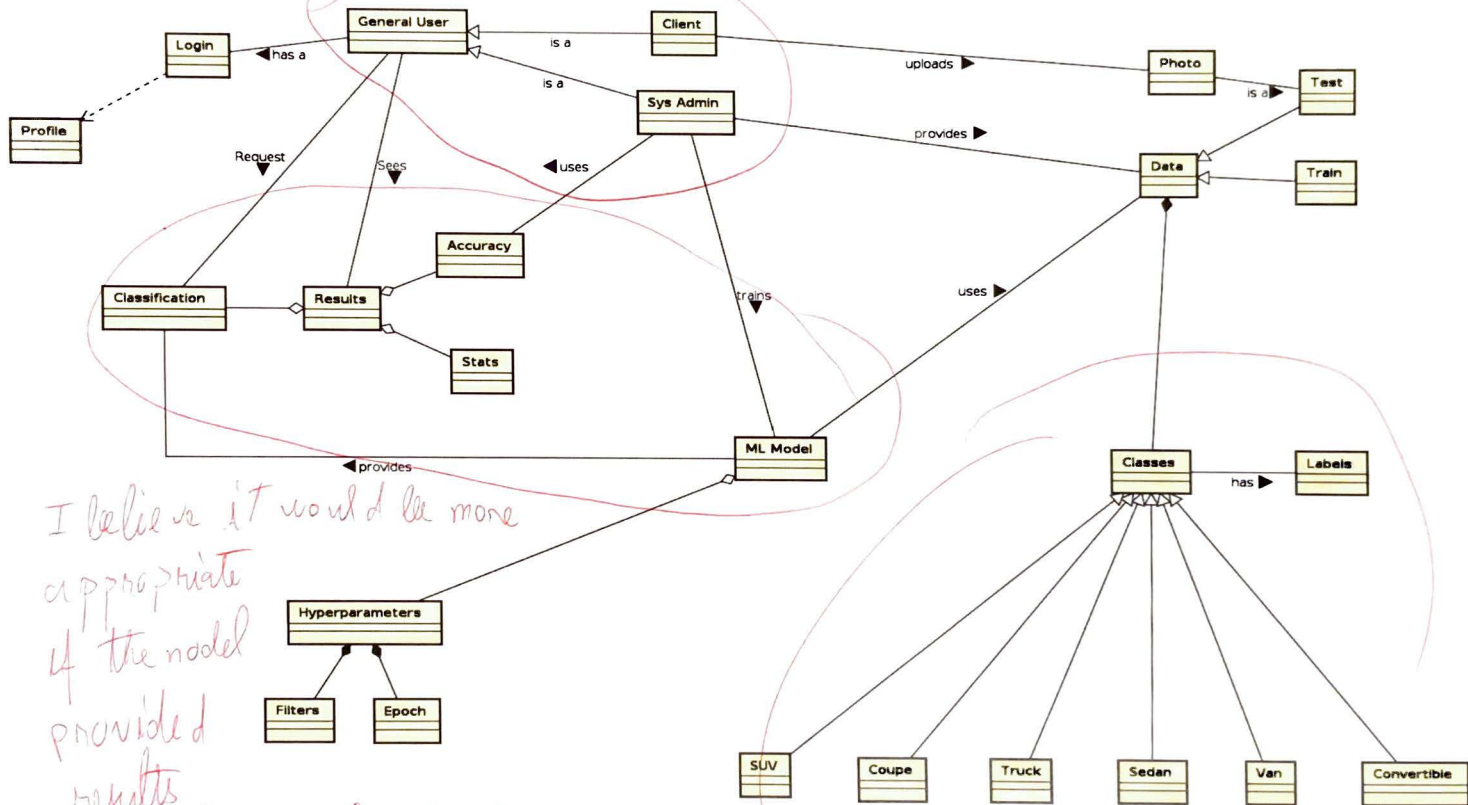 General User
Client
Login
◀ has a
is a
uploads ▶
Photo
is a ▶
Test
is a
Sys Admin
Profile
provides ▶
Data
Train
Request
▼
Sees
▼
◀ uses
Accuracy
Classification
Results
trains
▼
uses ▶
Stats
ML Model
◀ provides
Classes
has ▶
Labels
I believe it would be more
appropriate
if the model
provided
results
Hyperparameters
Filters
Epoch
SUV
Coupe
Truck
Sedan
Van
Convertible